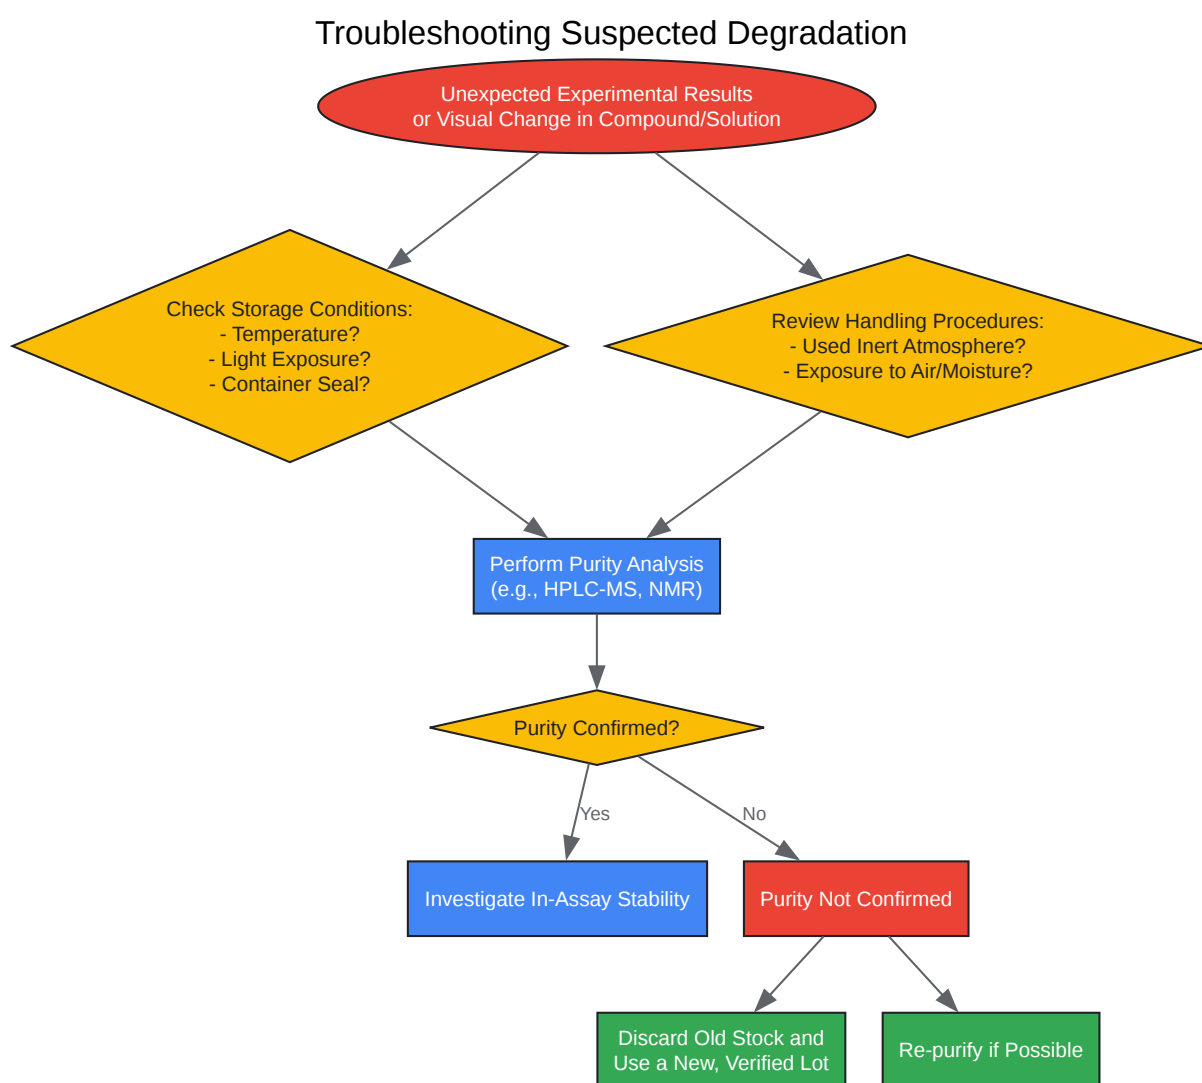 Troubleshooting Suspected Degradation
Unexpected Experimental Results
or Visual Change in Compound/Solution
Check Storage Conditions:
- Temperature?
- Light Exposure?
- Container Seal?
Review Handling Procedures:
- Used Inert Atmosphere?
- Exposure to Air/Moisture?
Perform Purity Analysis
(e.g., HPLC-MS, NMR)
Purity Confirmed?
Yes
No
Investigate In-Assay Stability
Purity Not Confirmed
Discard Old Stock and
Use a New, Verified Lot
Re-purify if Possible